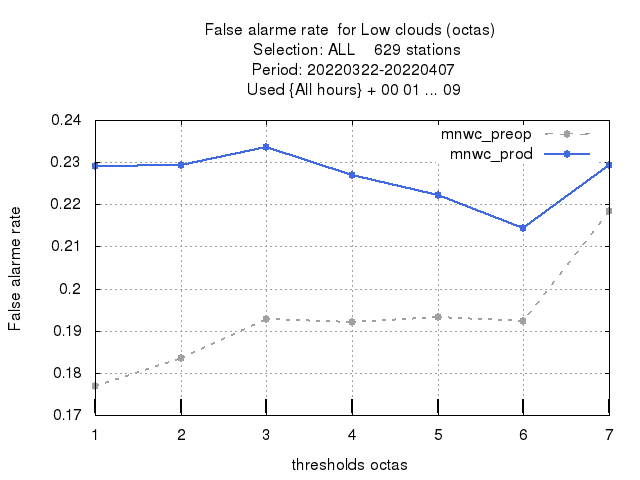 False alarme rate  for Low clouds (octas)
Selection: ALL    629 stations
Period: 20220322-20220407
Used {All hours} + 00 01 ... 09
mnwc_preop
mnwc_prod
False alarme rate
0.24
0.23
0.22
0.21
0.2
0.19
0.18
0.17
1 2 3 4 5 6 7
thresholds octas